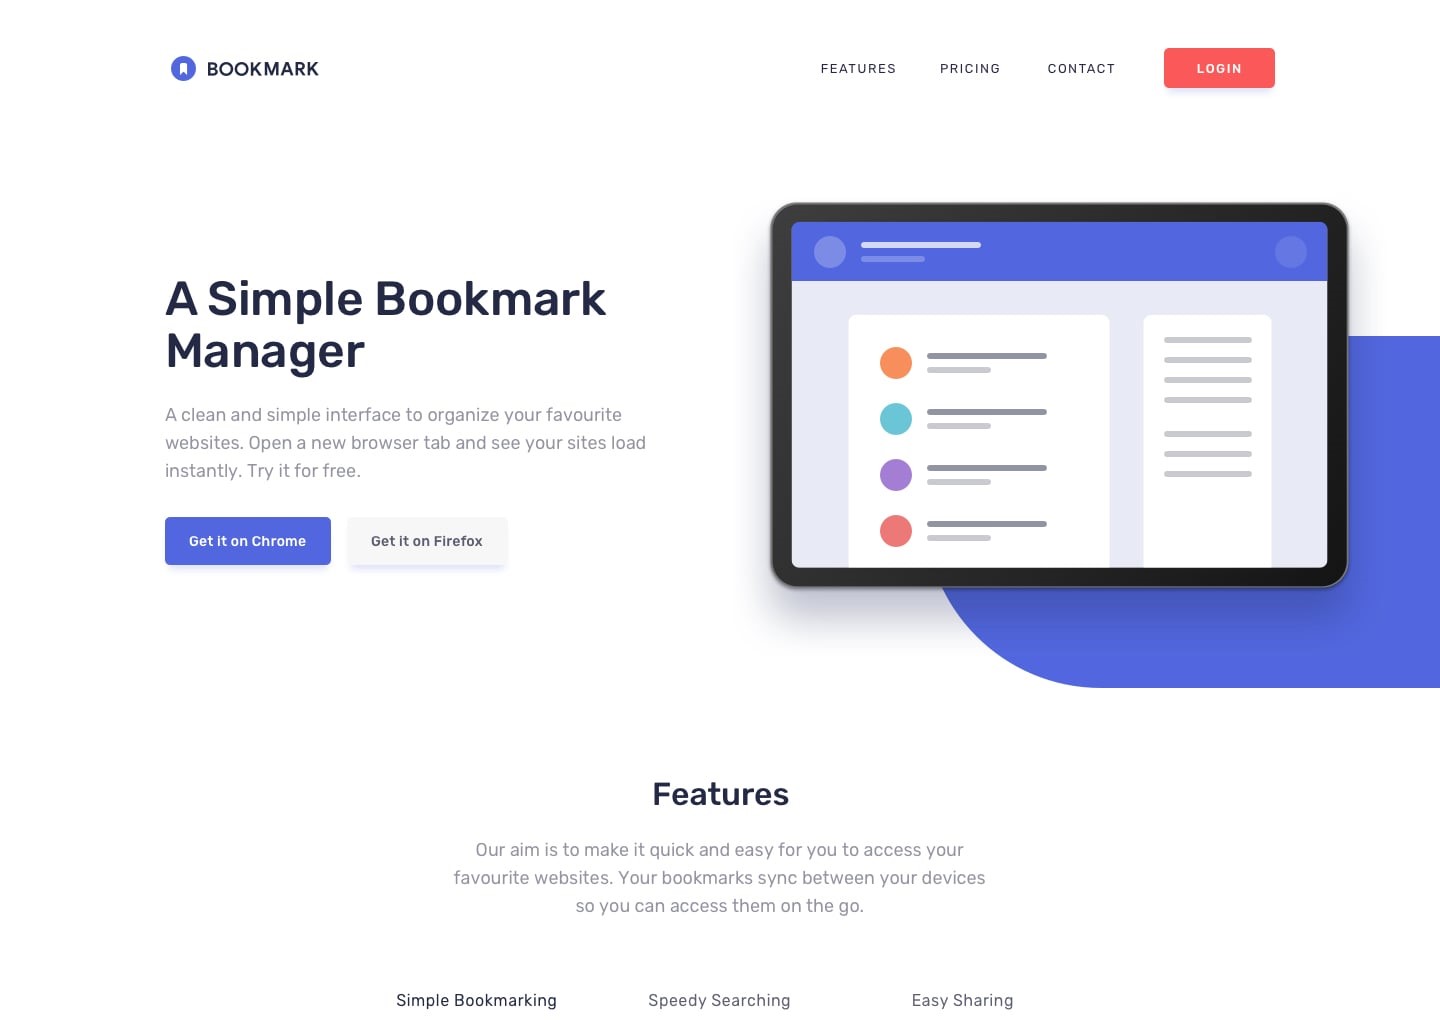 BOOKMARK
FEATURES PRICING CONTACT LOGIN
A Simple Bookmark
Manager
A clean and simple interface to organize your favourite
websites. Open a new browser tab and see your sites load
instantly. Try it for free.
Get it on Chrome Get it on Firefox
Features
Our aim is to make it quick and easy for you to access your
favourite websites. Your bookmarks sync between your devices
so you can access them on the go.
Simple Bookmarking Speedy Searching Easy Sharing